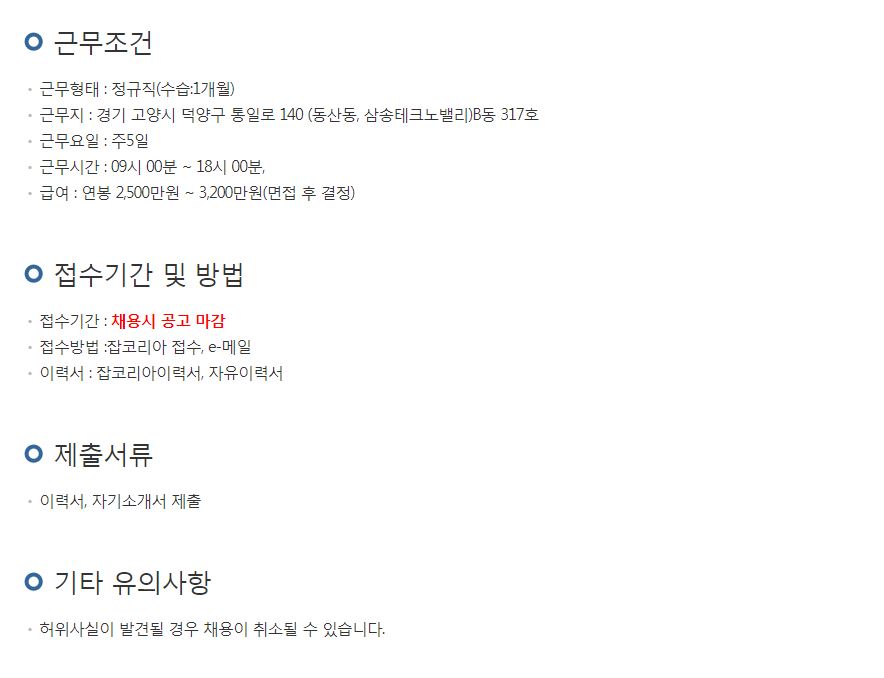 근무조건
근무형태 : 정규직(수습:1개월)
근무지 : 경기 고양시 덕양구 통일로 140 (동산동, 삼송테크노밸리)B동 317호
근무요일 : 주5일
근무시간 : 09시 00분 ~ 18시 00분,
급여 : 연봉 2,500만원 ~ 3,200만원(면접 후 결정)
접수기간 및 방법
접수기간 : 채용시 공고 마감
접수방법 :잡코리아 접수, e-메일
이력서 : 잡코리아이력서, 자유이력서
제출서류
이력서, 자기소개서 제출
기타 유의사항
허위사실이 발견될 경우 채용이 취소될 수 있습니다.